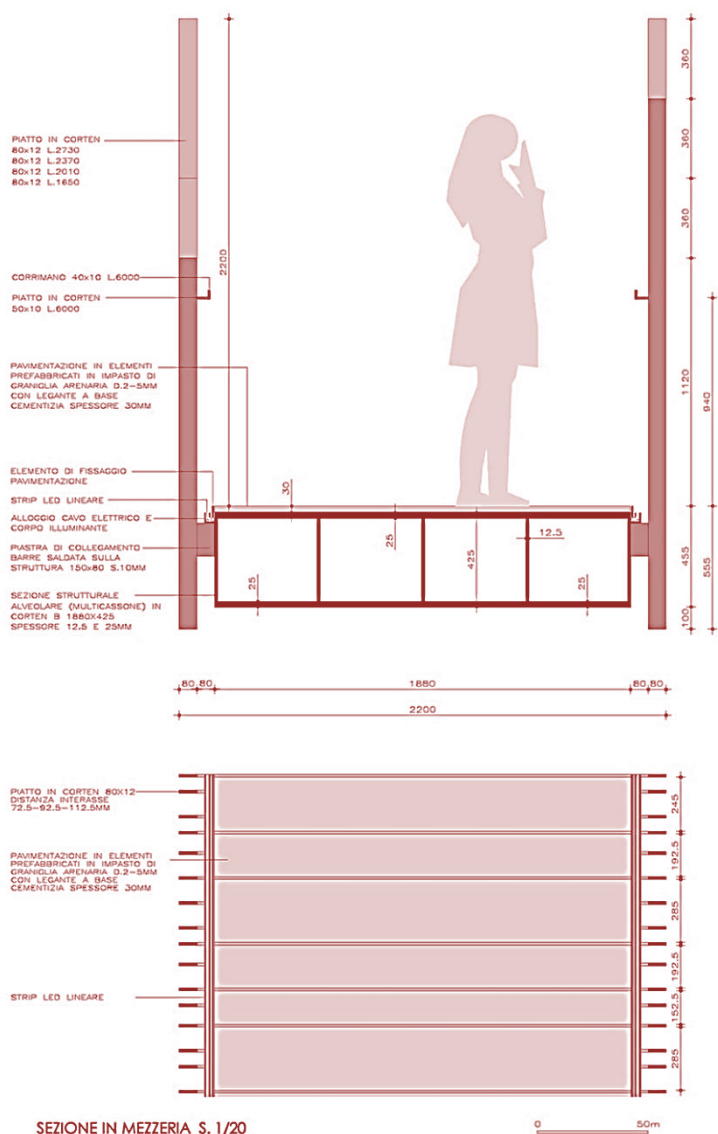 PIATTO IN CORTEN
80x12 L.2730
80x12 L.2370
80x12 L.2010
80x12 L.1650
CORRIMANO 40x10 L.6000
PIATTO IN CORTEN
50x10 L.6000
PAVIMENTAZIONE IN ELEMENTI
PREFABBRICATI IN IMPASTO DI
GRANIGLIA ARENARIA D.2-5MM
CON LEGANTE A BASE
CEMENTIZIA SPESSORE 30MM
ELEMENTO DI FISSAGGIO
PAVIMENTAZIONE
STRIP LED LINEARE
ALLOGGIO CAVO ELETTRICO E
CORPO ILLUMINANTE
PIASTRA DI COLLEGAMENTO
BARRE SALDATA SULLA
STRUTTURA 150x80 S.10MM
SEZIONE STRUTTURALE
ALVEOLARE (MULTICASSONE) IN
CORTEN B 1880X425
SPESSORE 12.5 E 25MM
2200
30
25
425
12.5
25
25
360
360
360
1120
940
455
555
100
80 80
1880
80 80
2200
PIATTO IN CORTEN 80X12
DISTANZA INTERASSE
72.5-92.5-112.5MM
PAVIMENTAZIONE IN ELEMENTI
PREFABBRICATI IN IMPASTO DI
GRANIGLIA ARENARIA D.2-5MM
CON LEGANTE A BASE
CEMENTIZIA SPESSORE 30MM
STRIP LED LINEARE
245
192.5
285
192.5
152.5
285
SEZIONE IN MEZZERIA S. 1/20
0 50m